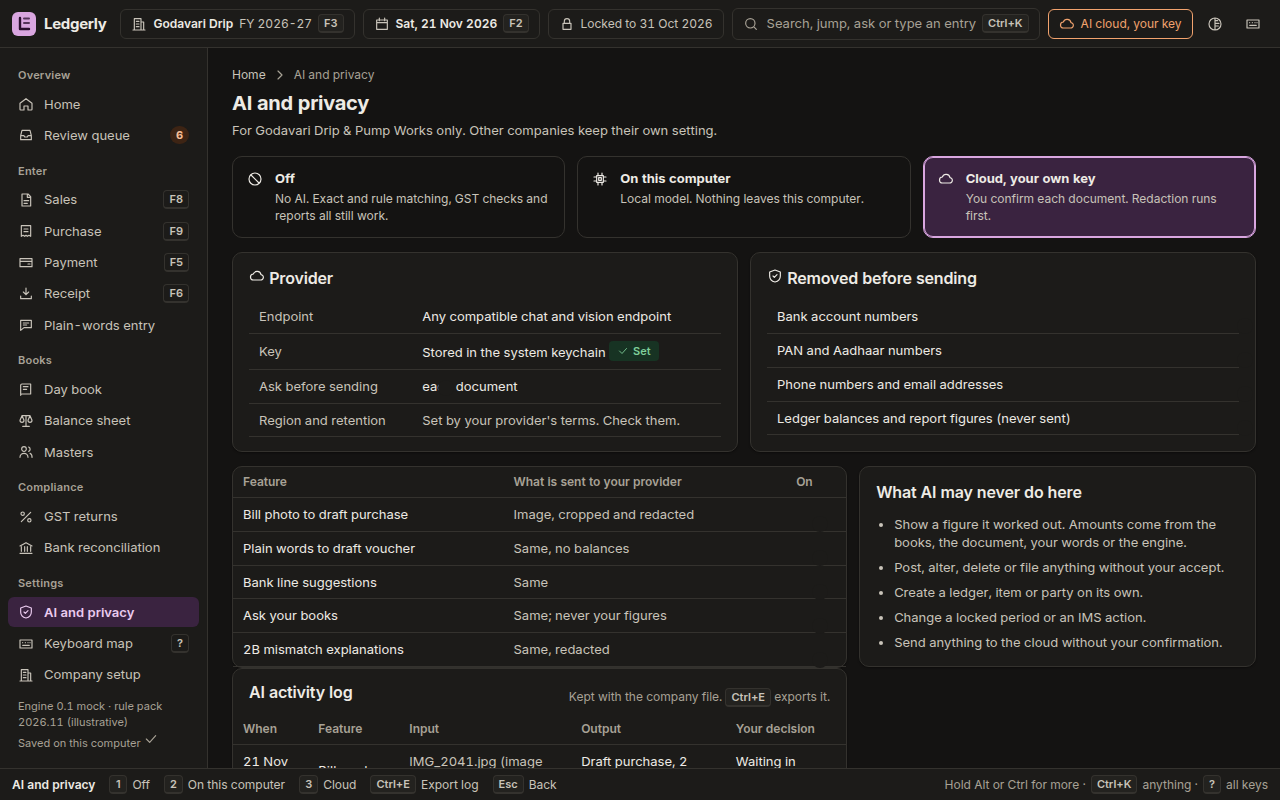 Ledgerly
Godavari Drip FY 2026-27 F3
Sat, 21 Nov 2026 F2
Locked to 31 Oct 2026
Search, jump, ask or type an entry Ctrl+K
AI cloud, your key
Overview
Home
Review queue 6
Enter
Sales F8
Purchase F9
Payment F5
Receipt F6
Plain-words entry
Books
Day book
Balance sheet
Masters
Compliance
GST returns
Bank reconciliation
Settings
AI and privacy
Keyboard map ?
Company setup
Engine 0.1 mock · rule pack
2026.11 (illustrative)
Saved on this computer
Home > AI and privacy
AI and privacy
For Godavari Drip & Pump Works only. Other companies keep their own setting.
Off
No AI. Exact and rule matching, GST checks and
reports all still work.
On this computer
Local model. Nothing leaves this computer.
Cloud, your own key
You confirm each document. Redaction runs
first.
Provider
Endpoint Any compatible chat and vision endpoint
Key Stored in the system keychain Set
Ask before sending document
Region and retention Set by your provider's terms. Check them.
Removed before sending
Bank account numbers
PAN and Aadhaar numbers
Phone numbers and email addresses
Ledger balances and report figures (never sent)
Feature What is sent to your provider On
Bill photo to draft purchase Image, cropped and redacted
Plain words to draft voucher Same, no balances
Bank line suggestions Same
Ask your books Same; never your figures
2B mismatch explanations Same, redacted
What AI may never do here
• Show a figure it worked out. Amounts come from the
books, the document, your words or the engine.
• Post, alter, delete or file anything without your accept.
• Create a ledger, item or party on its own.
• Change a locked period or an IMS action.
• Send anything to the cloud without your confirmation.
AI activity log
Kept with the company file. Ctrl+E exports it.
When Feature Input Output Your decision
21 Nov IMG_2041.jpg (image Draft purchase, 2 Waiting in
AI and privacy 1 Off 2 On this computer 3 Cloud Ctrl+E Export log Esc Back
Hold Alt or Ctrl for more · Ctrl+K anything · ? all keys